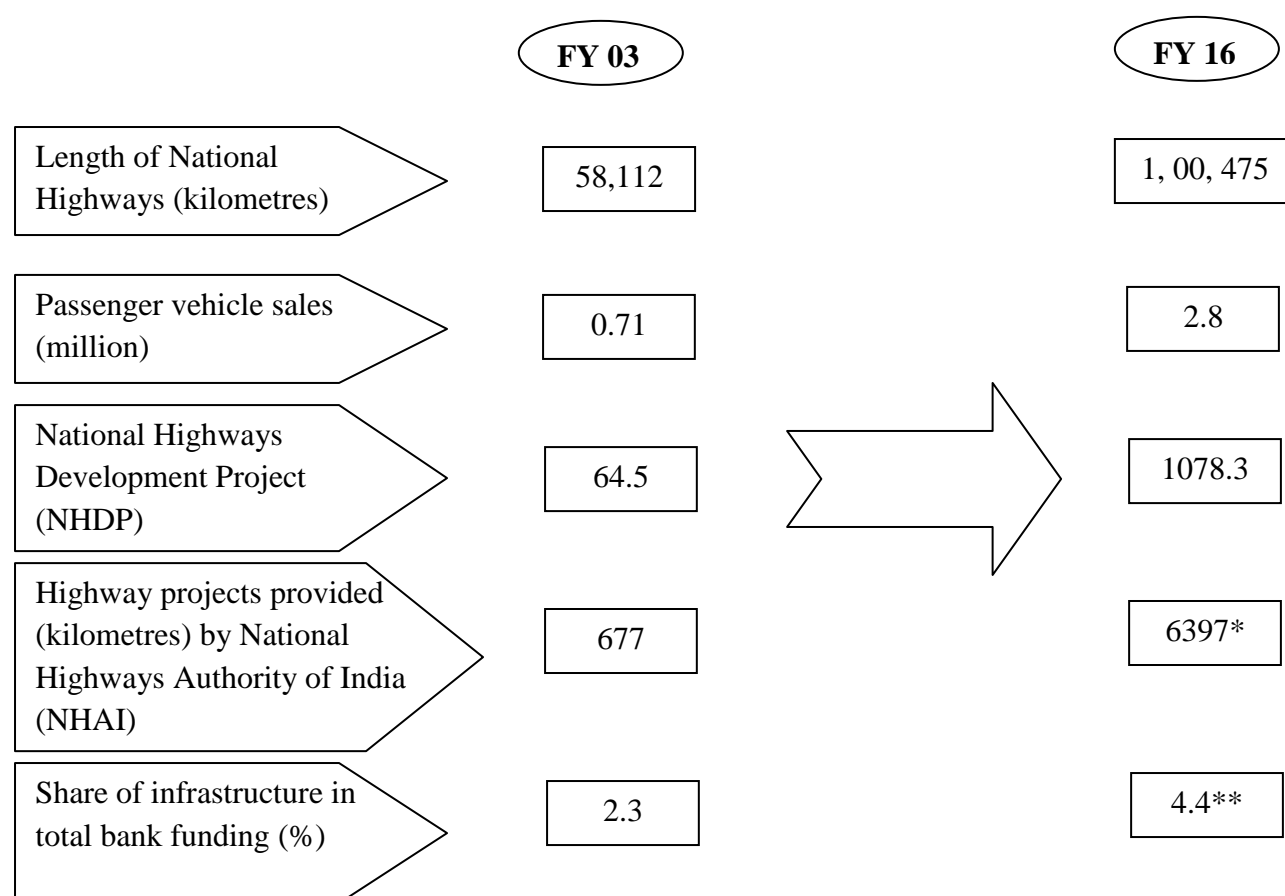 FY 03
FY 16
Length of National
Highways (kilometres)
58,112
1, 00, 475
Passenger vehicle sales
(million)
0.71
2.8
National Highways
Development Project
(NHDP)
64.5
1078.3
Highway projects provided
(kilometres) by National
Highways Authority of India
(NHAI)
677
6397*
Share of infrastructure in
total bank funding (%)
2.3
4.4**